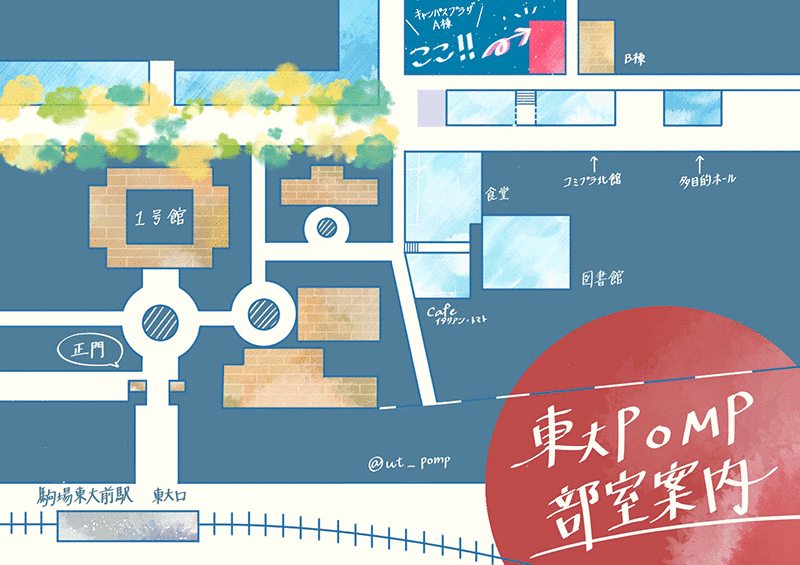 キャンパスプラザ
A棟
ここ!!
B棟
コミプラ北館
多目的ホール
食堂
1号館
図書館
Cafe
イタリアン・トマト
正門
@ut_pomp
駒場東大前駅 東大口
東大POMP
部室案内